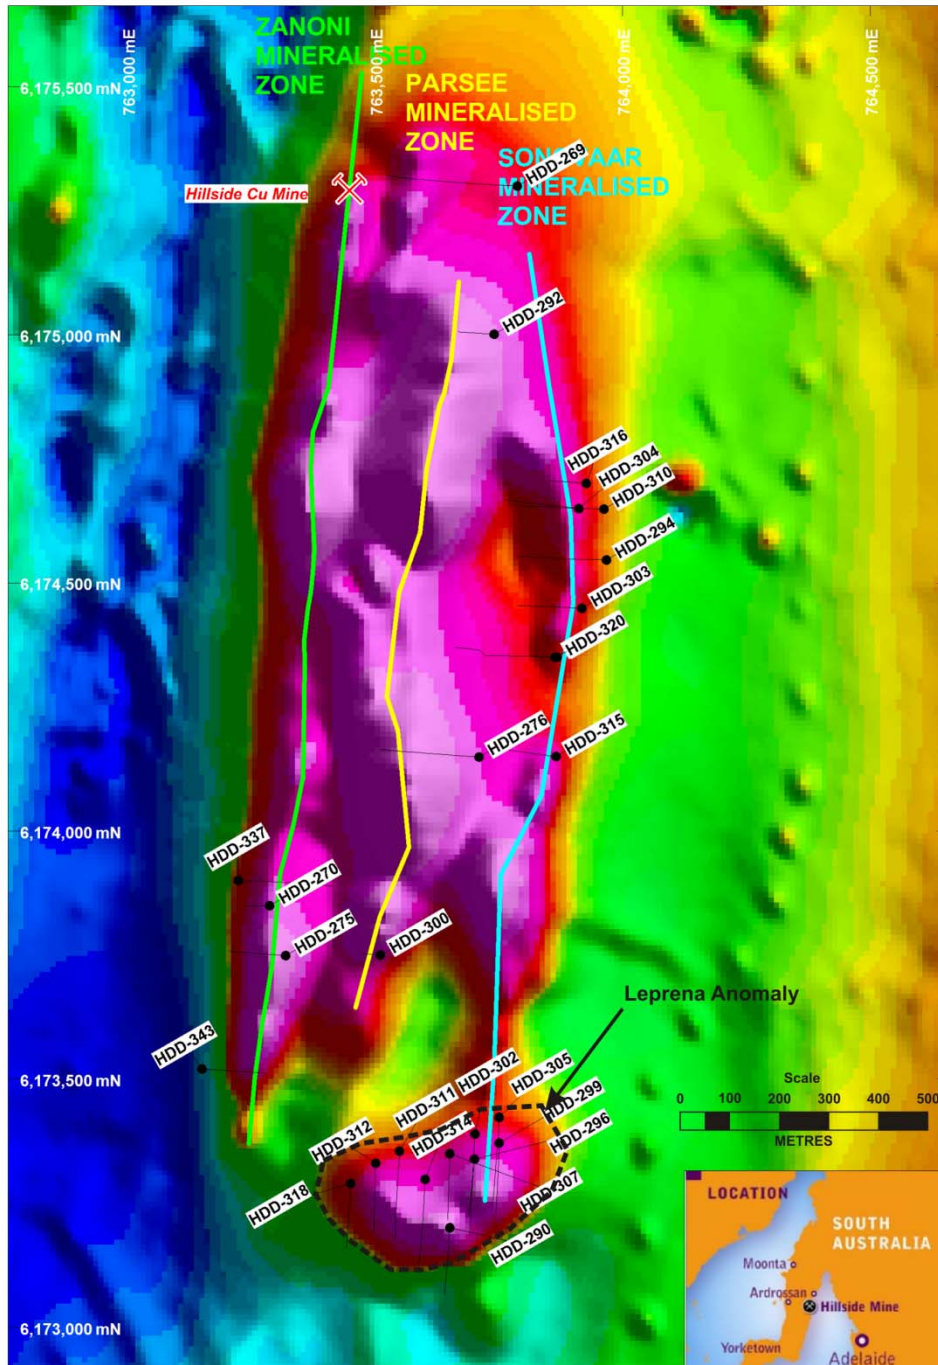 ZANONI
MINERALISED
ZONE
763,000 mE
763,500 mE
764,000 mE
764,500 mE
PARSEE
MINERALISED
ZONE
6,175,500 mN
SONGVAAR
MINERALISED
ZONE
HDD-269
Hillside Cu Mine
HDD-292
6,175,000 mN
HDD-316
HDD-304
HDD-310
HDD-294
6,174,500 mN
HDD-303
HDD-320
HDD-276
HDD-315
6,174,000 mN
HDD-337
HDD-270
HDD-275
HDD-300
Leprena Anomaly
HDD-343
6,173,500 mN
HDD-302
HDD-305
HDD-311
HDD-299
HDD-312
HDD-314
HDD-296
HDD-318
HDD-307
HDD-290
Scale
0 100 200 300 400 500
METRES
6,173,000 mN
LOCATION
SOUTH
AUSTRALIA
Moonta
Ardrossan
Hillside Mine
Yorketown
Adelaide